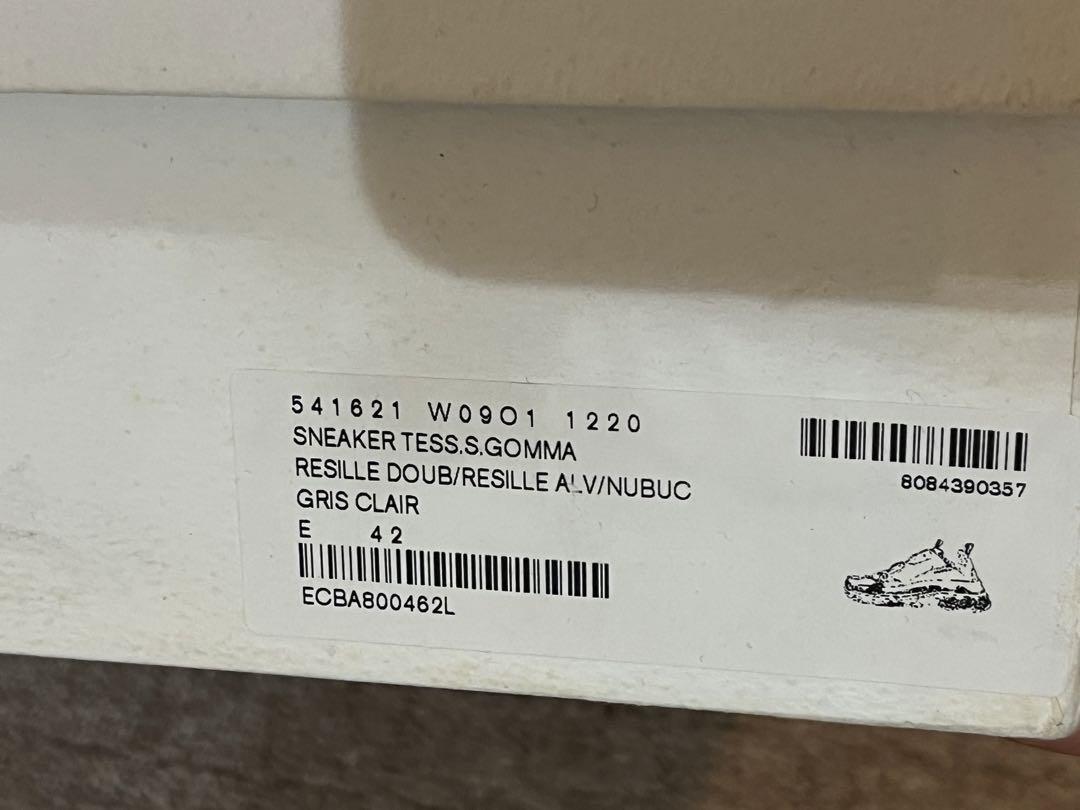 541621 W09O1 1220
SNEAKER TESS.S.GOMMA
RESILLE DOUB/RESILLE ALV/NUBUC
GRIS CLAIR
E 42
ECBA800462L
8084390357